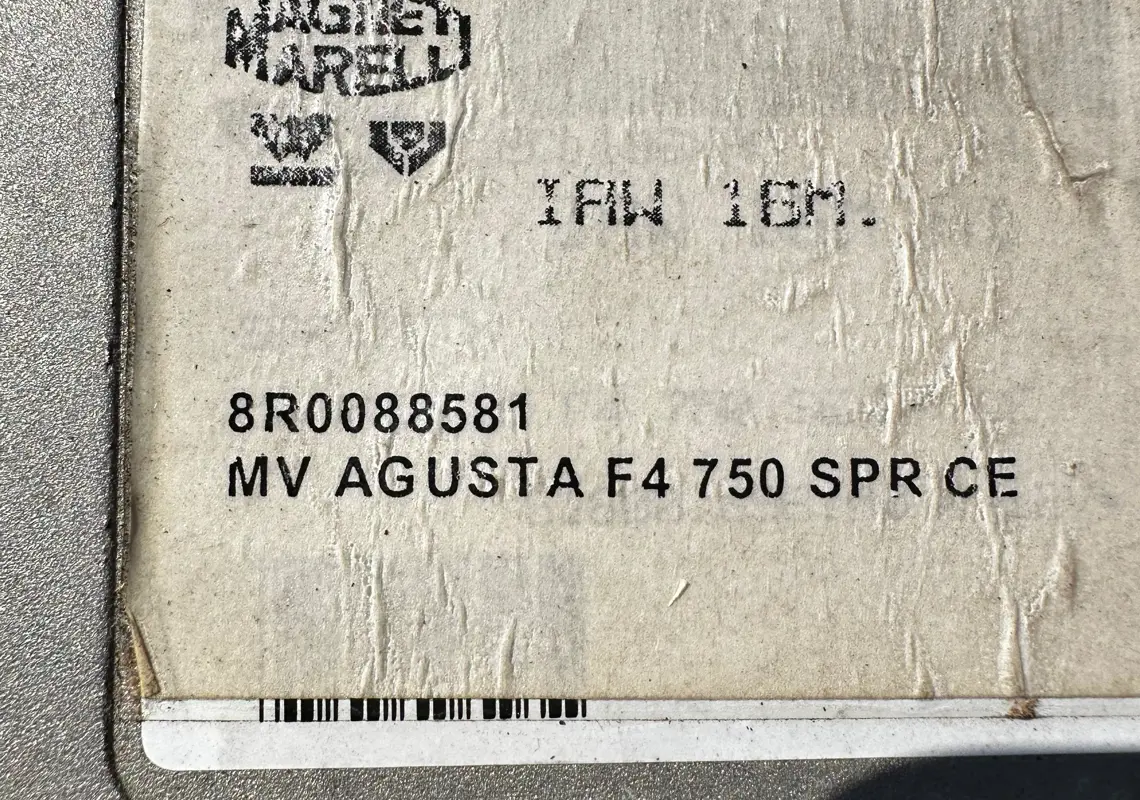 MAGNETI
MARELLI
IAW 16M.
8R0088581
MV AGUSTA F4 750 SPR CE